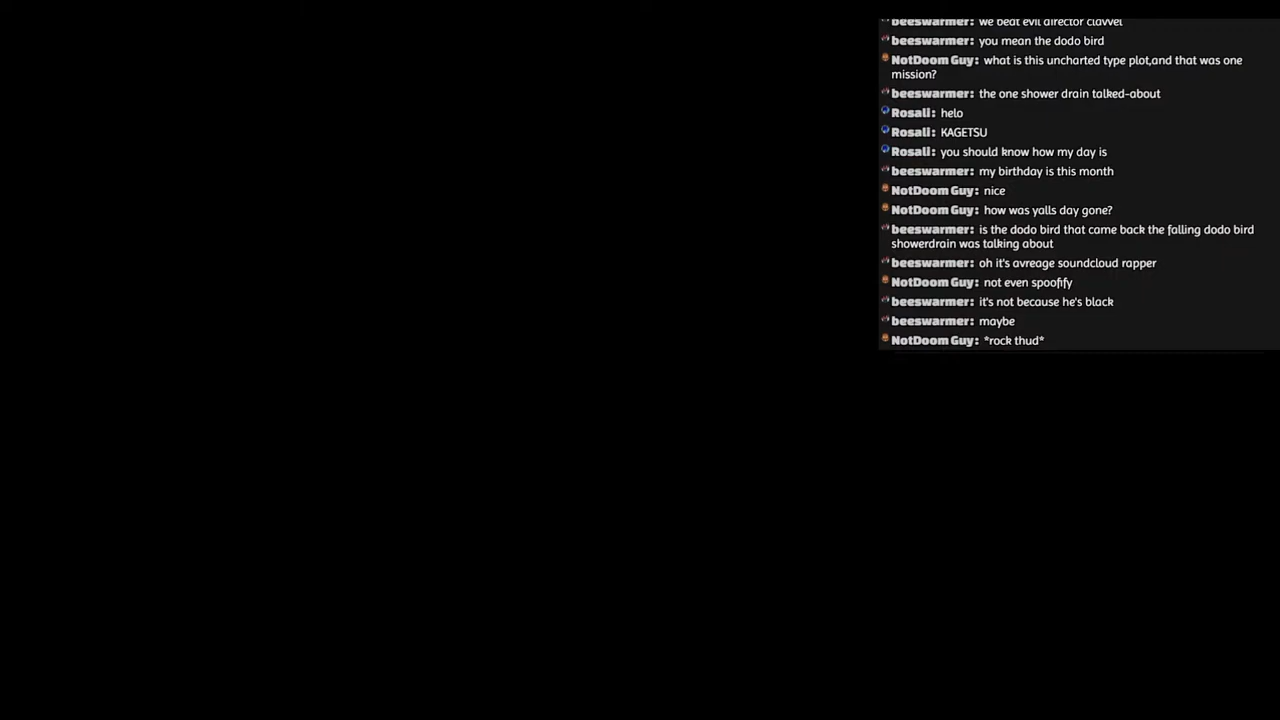 beeswarmer: we beat evil director clavvel
beeswarmer: you mean the dodo bird
NotDoom Guy: what is this uncharted type plot,and that was one
mission?
beeswarmer: the one shower drain talked-about
Rosali: helo
Rosali: KAGETSU
Rosali: you should know how my day is
beeswarmer: my birthday is this month
NotDoom Guy: nice
NotDoom Guy: how was yalls day gone?
beeswarmer: is the dodo bird that came back the falling dodo bird
showerdrain was talking about
beeswarmer: oh it's avreage soundcloud rapper
NotDoom Guy: not even spoofify
beeswarmer: it's not because he's black
beeswarmer: maybe
NotDoom Guy: *rock thud*